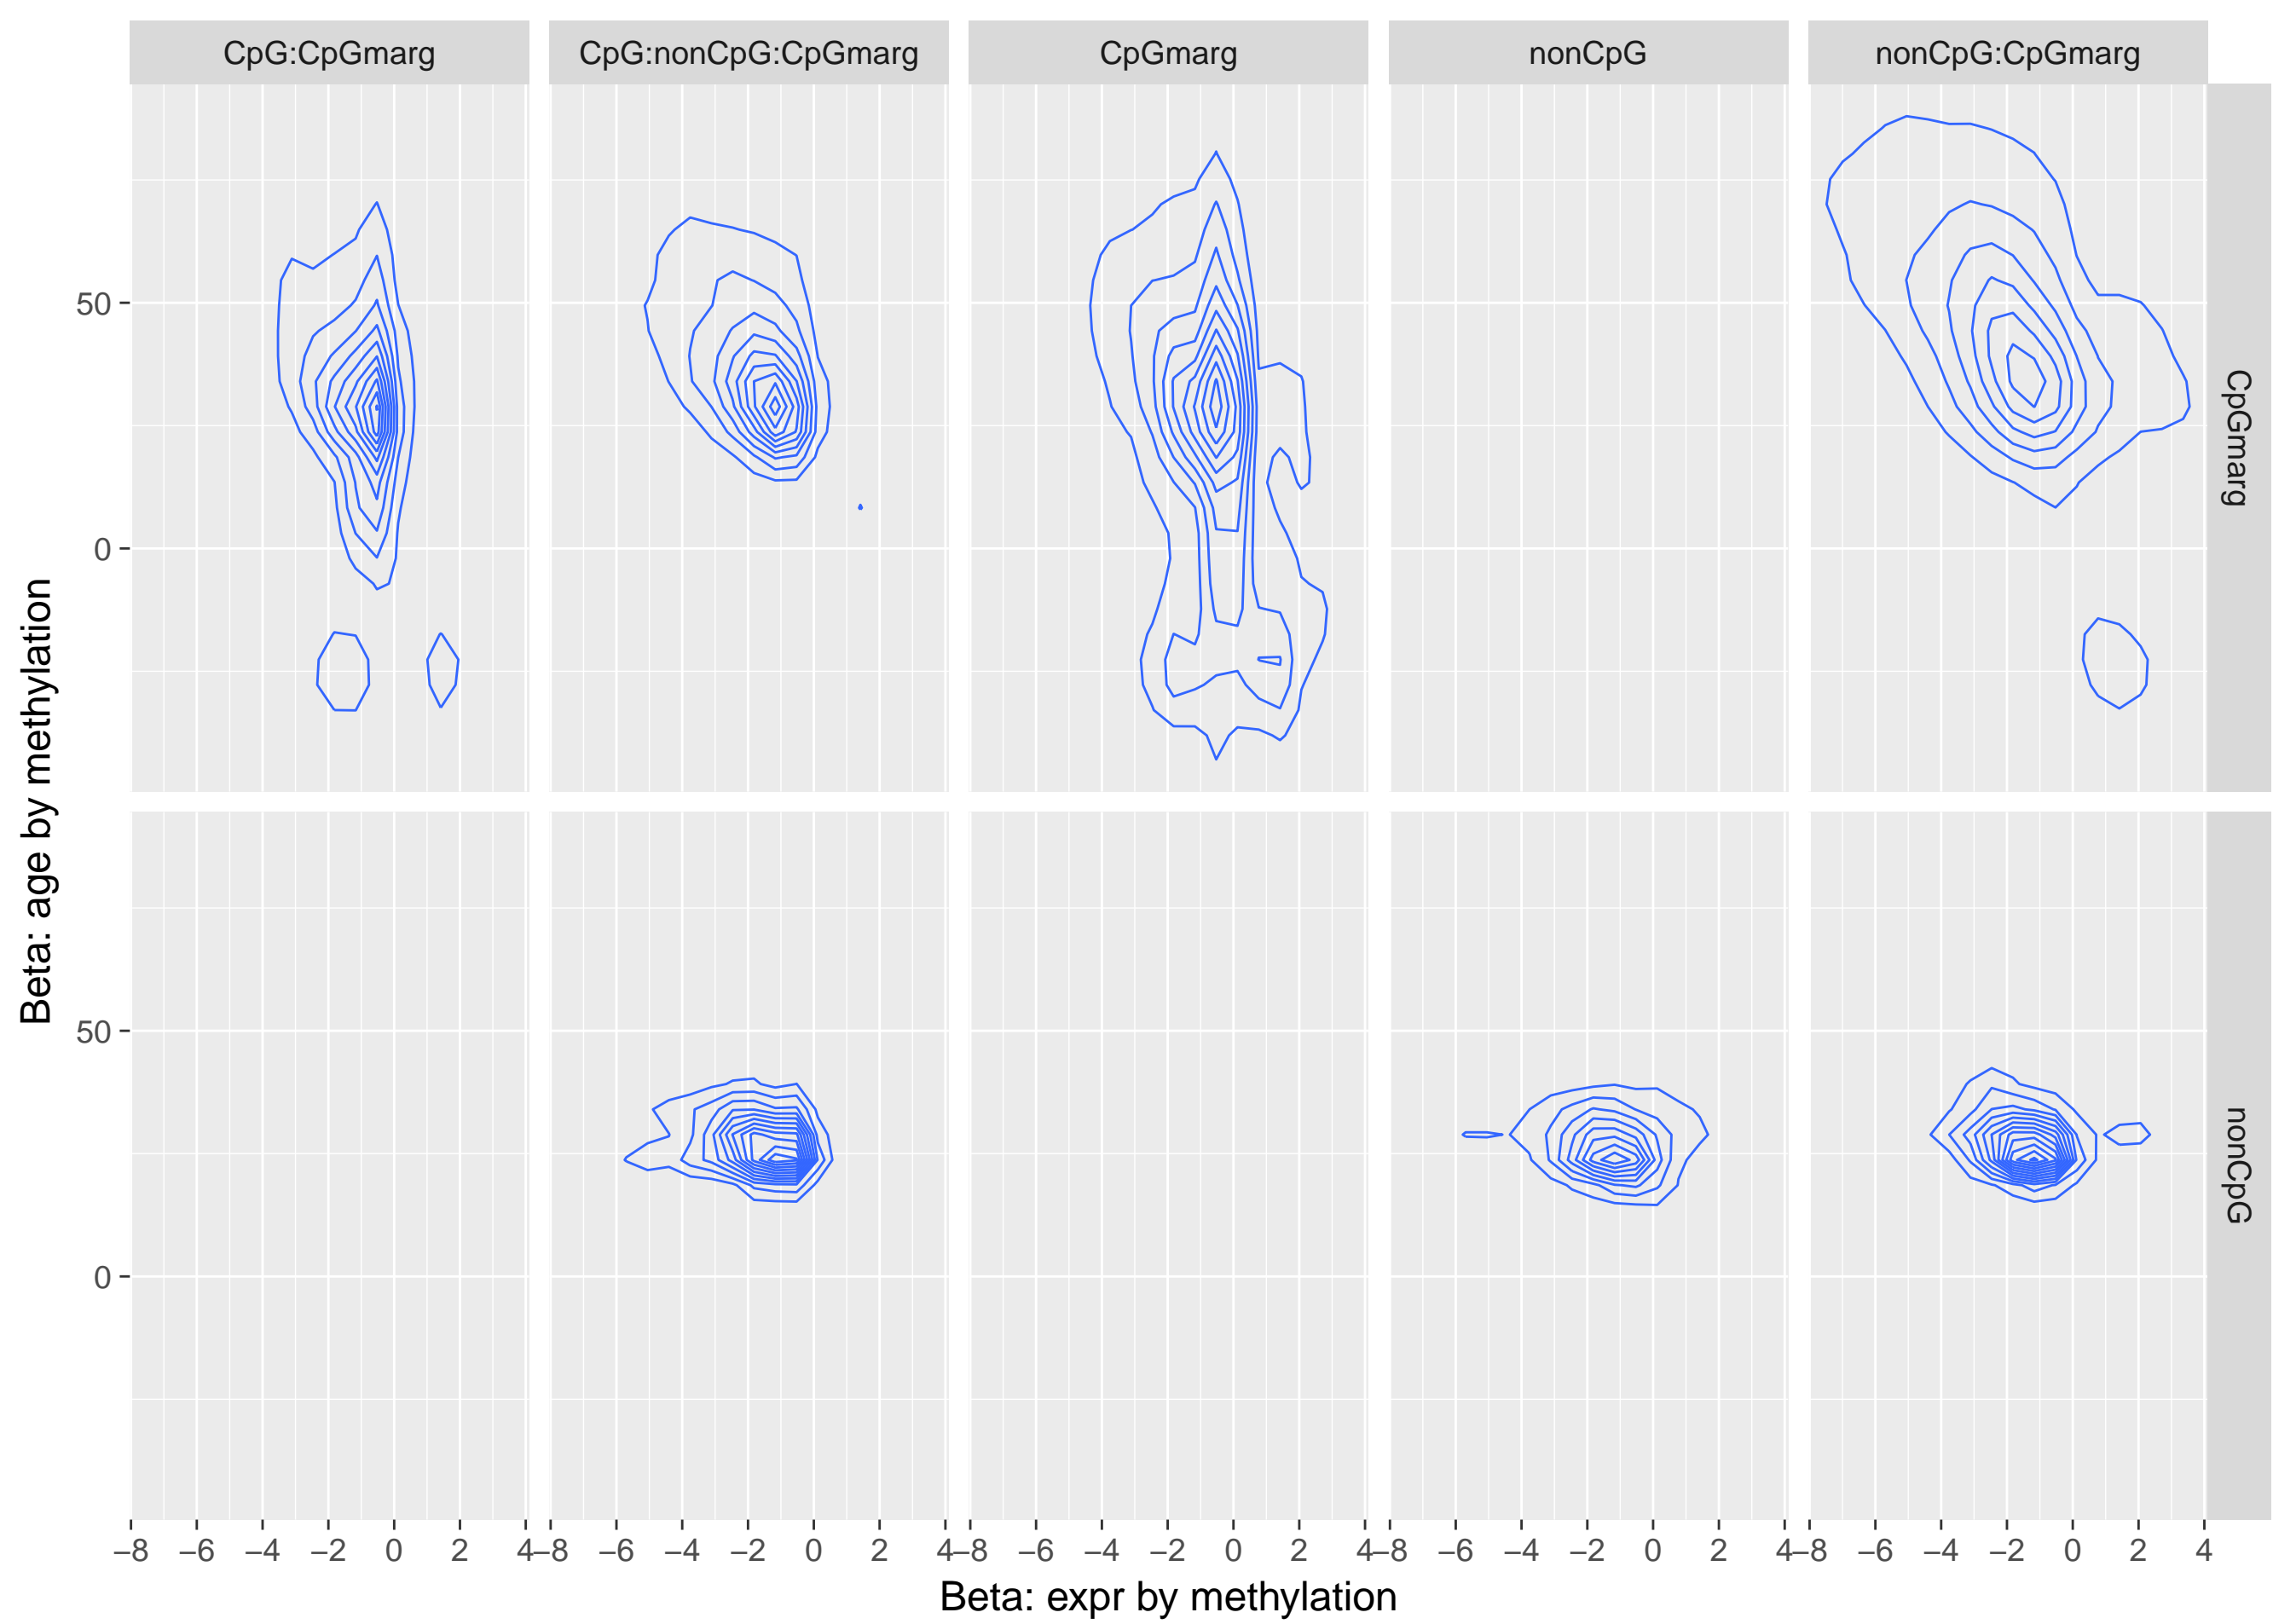 CpG:CpGmarg CpG:nonCpG:CpGmarg CpGmarg nonCpG nonCpG:CpGmarg
50
0
CpGmarg
Beta: age by methylation
50
0
nonCpG
−8 −6 −4 −2 0 2 4 −8 −6 −4 −2 0 2 4 −8 −6 −4 −2 0 2 4 −8 −6 −4 −2 0 2 4 −8 −6 −4 −2 0 2 4
Beta: expr by methylation